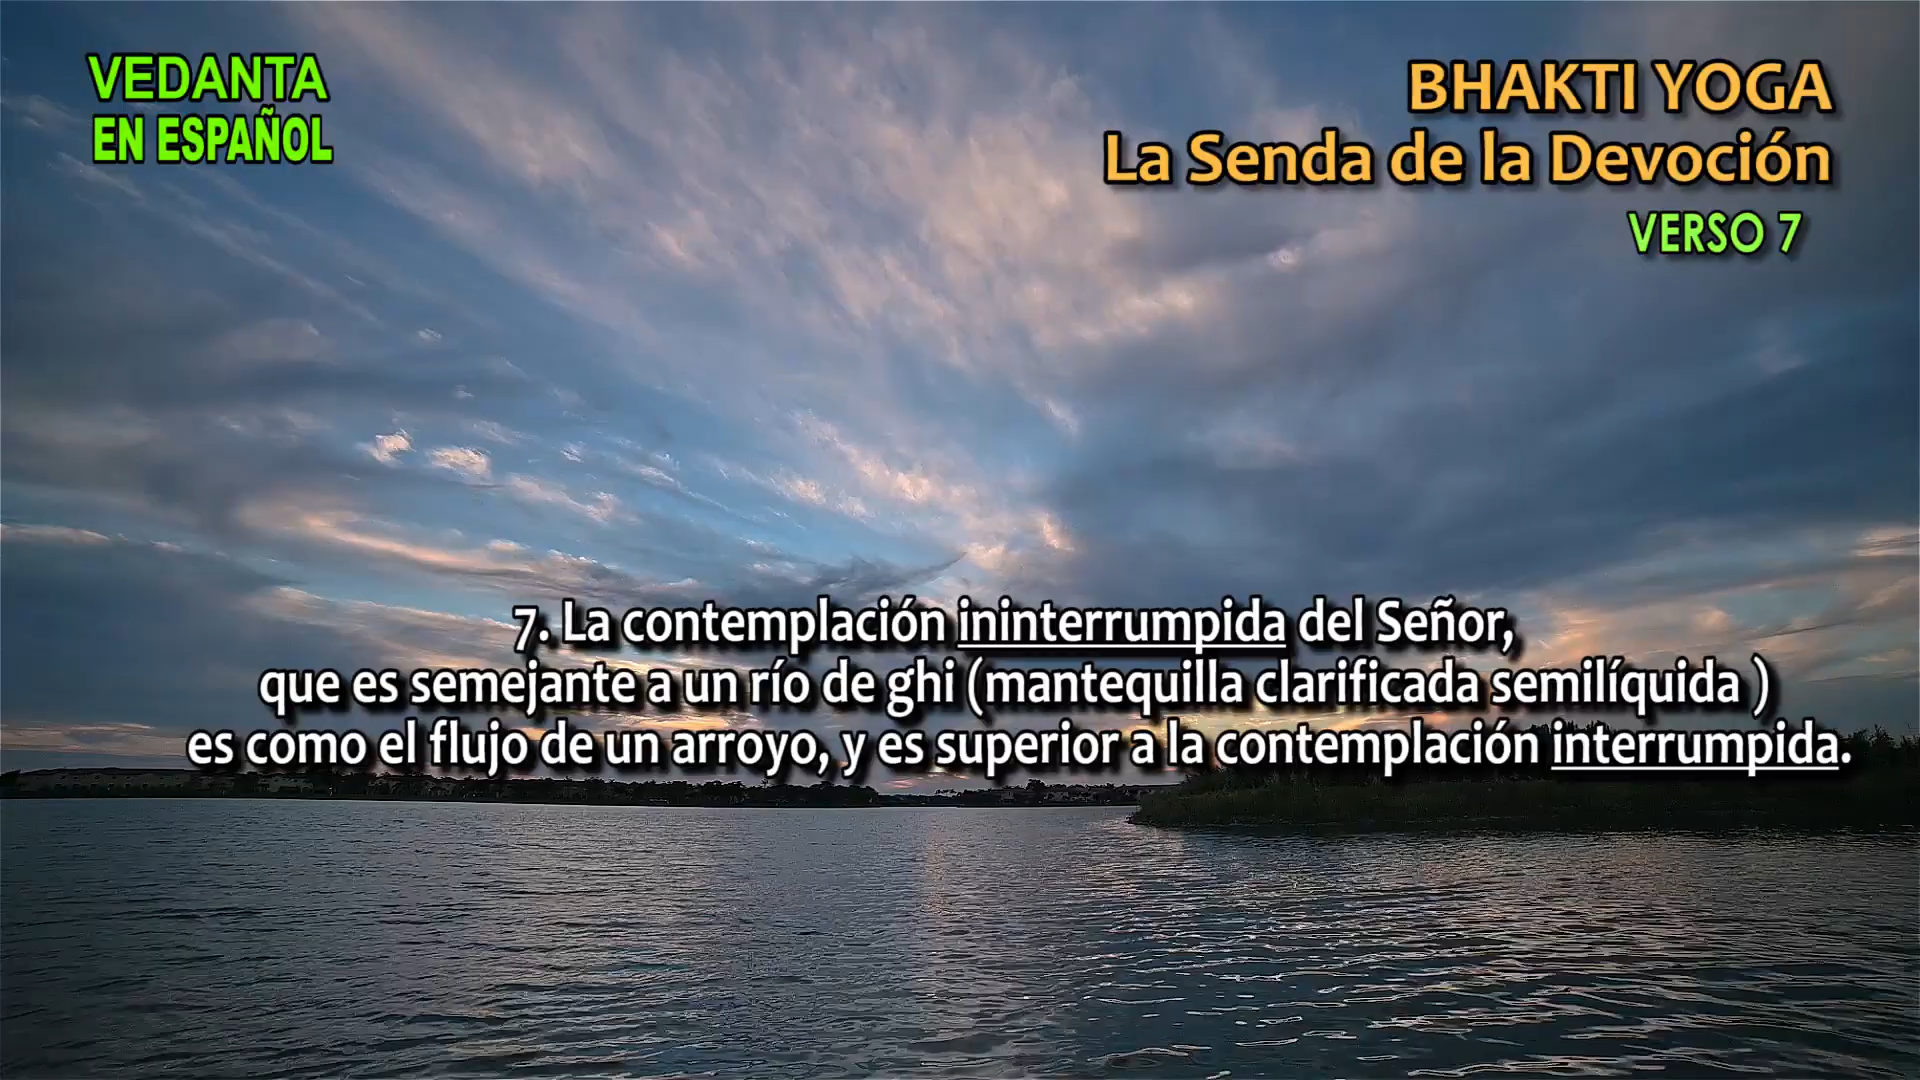 VEDANTA
EN ESPAÑOL
BHAKTI YOGA
La Senda de la Devoción
VERSO 7
7. La contemplación ininterrumpida del Señor,
que es semejante a un río de ghi (mantequilla clarificada semilíquida )
es como el flujo de un arroyo, y es superior a la contemplación interrumpida.